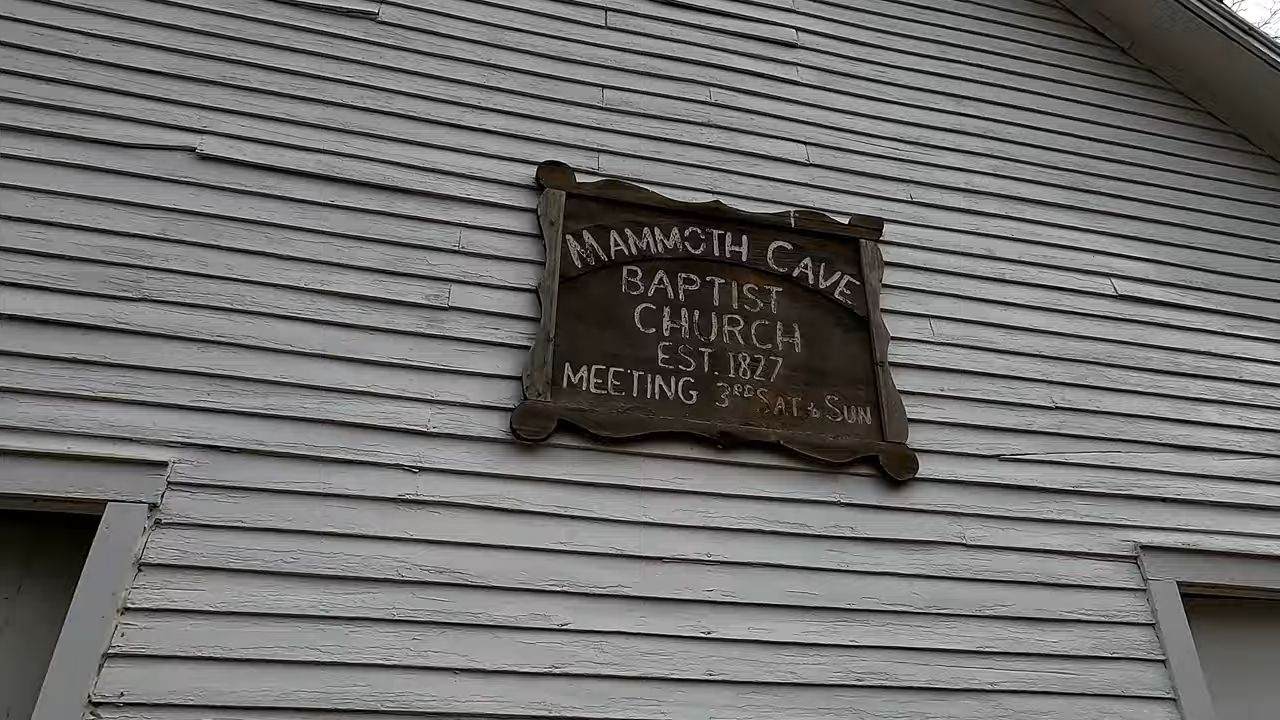 MAMMOTH CAVE
BAPTIST
CHURCH
EST. 1827
MEETING 3RD SAT & SUN